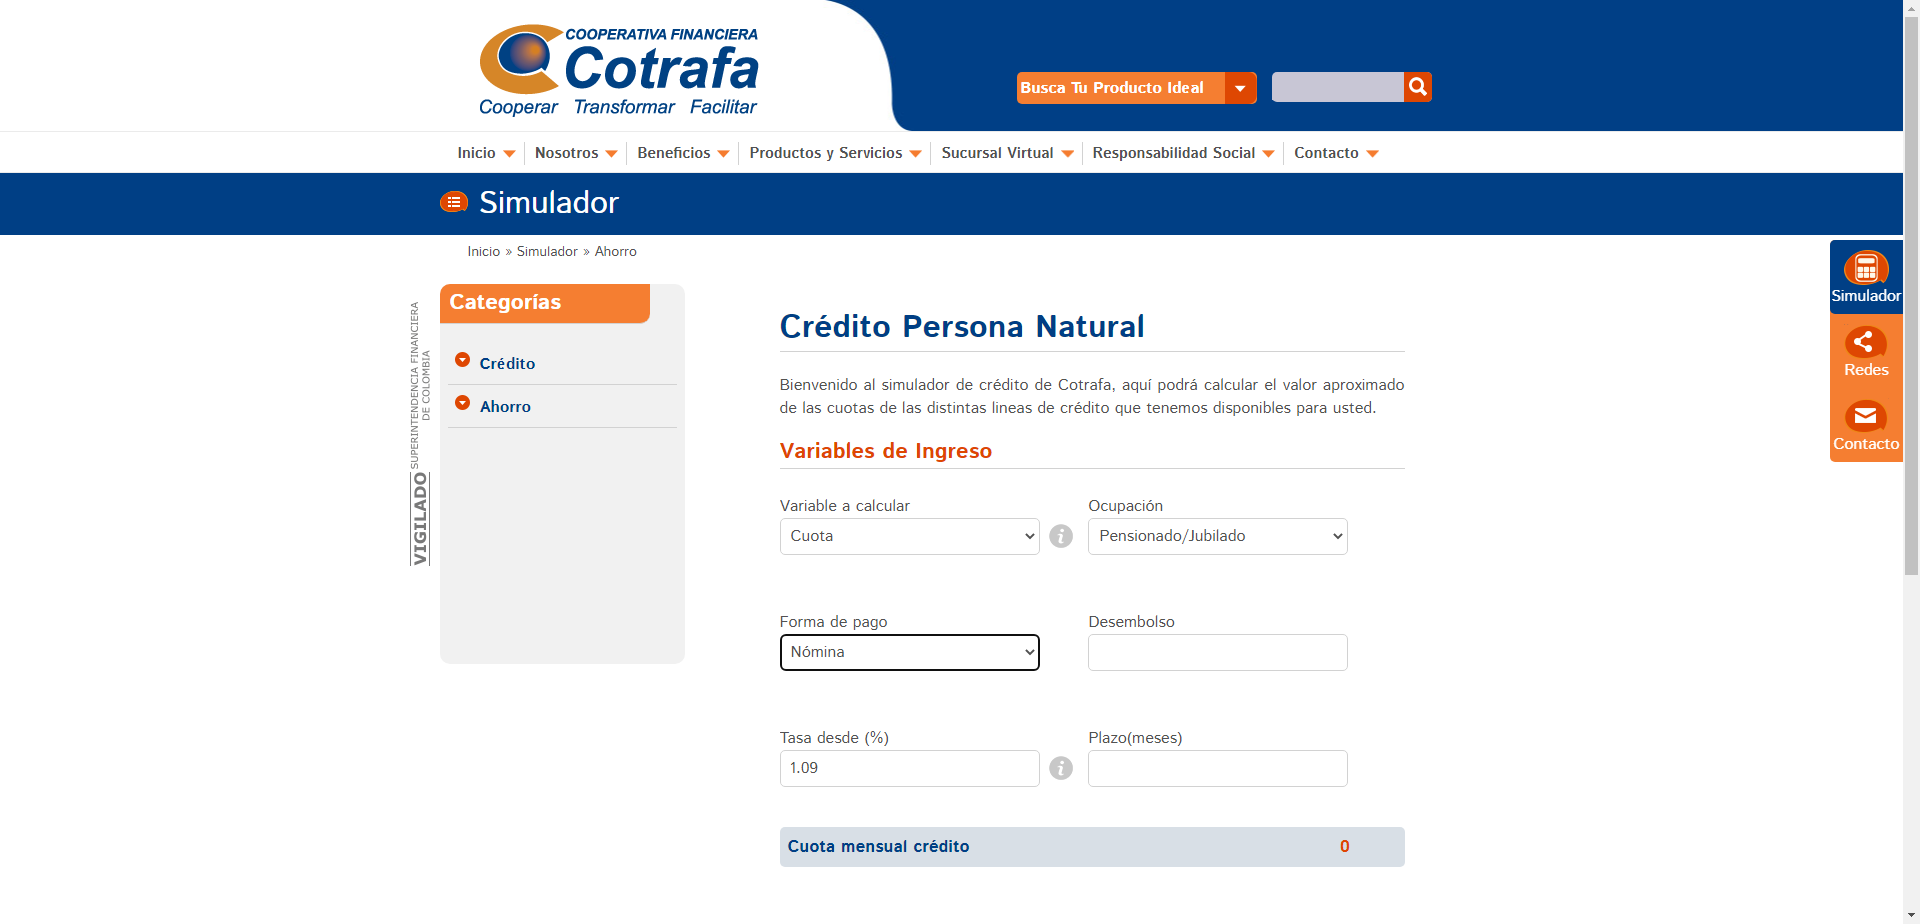 COOPERATIVA FINANCIERA
Cotrafa
Cooperar Transformar Facilitar
Busca Tu Producto Ideal
Inicio
Nosotros
Beneficios
Productos y Servicios
Sucursal Virtual
Responsabilidad Social
Contacto
Simulador
Inicio » Simulador » Ahorro
VIGILADO SUPERINTENDENCIA FINANCIERA
DE COLOMBIA
Categorías
Crédito
Ahorro
Crédito Persona Natural
Bienvenido al simulador de crédito de Cotrafa, aquí podrá calcular el valor aproximado
de las cuotas de las distintas lineas de crédito que tenemos disponibles para usted.
Variables de Ingreso
Variable a calcular
Cuota
Ocupación
Pensionado/Jubilado
Forma de pago
Nómina
Desembolso
Tasa desde (%)
1.09
Plazo(meses)
Cuota mensual crédito 0
Simulador
Redes
Contacto